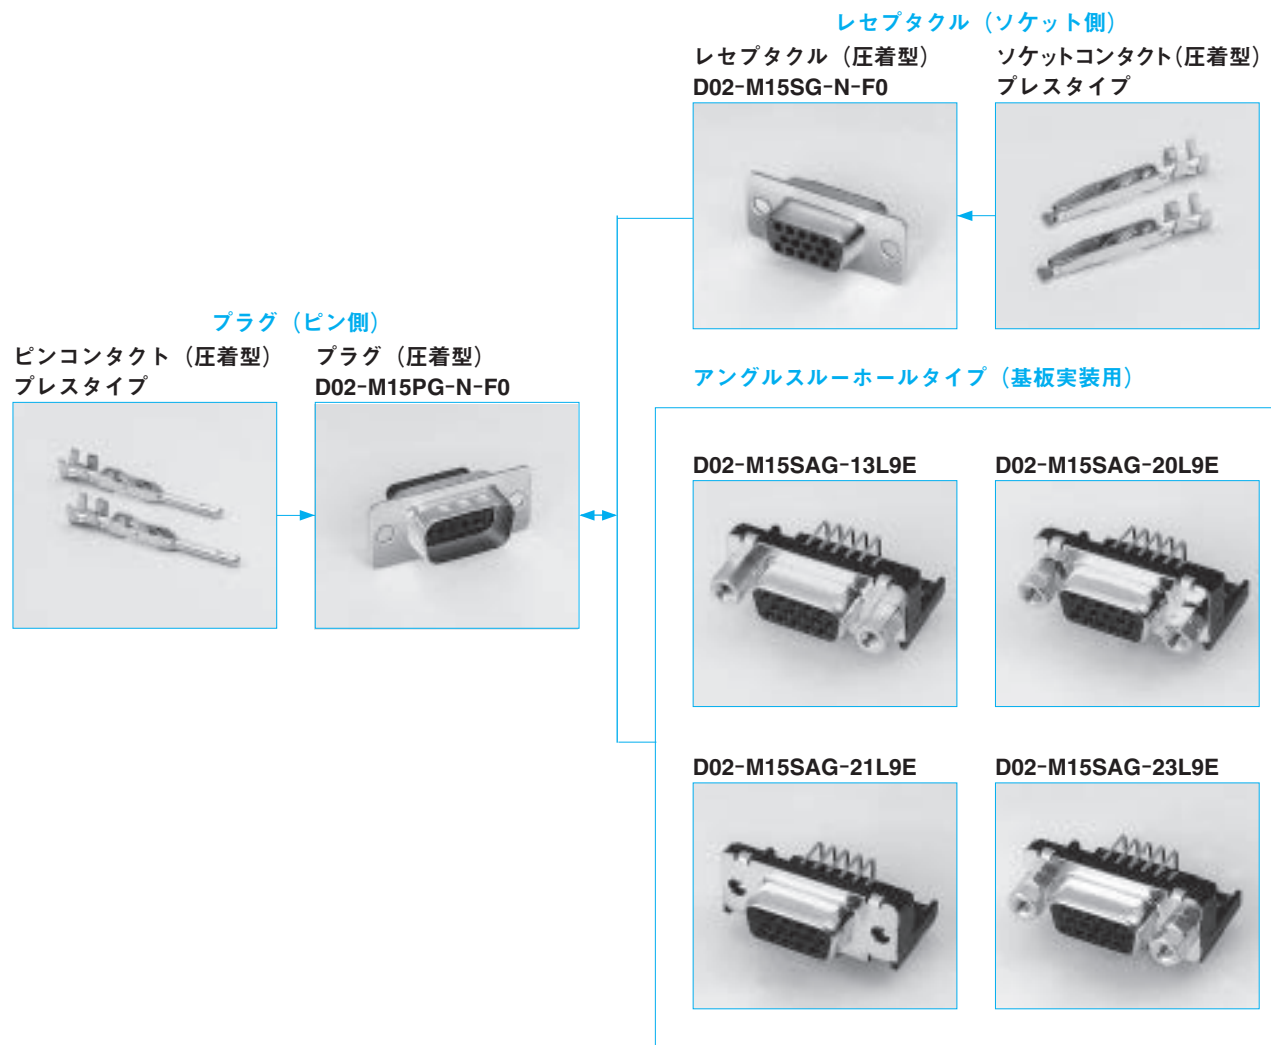 レセプタクル（ソケット側）
レセプタクル（圧着型）
D02-M15SG-N-F0
ソケットコンタクト（圧着型）
プレスタイプ
プラグ（ピン側）
ピンコンタクト（圧着型）
プレスタイプ
プラグ（圧着型）
D02-M15PG-N-F0
アングルスルーホールタイプ（基板実装用）
D02-M15SAG-13L9E
D02-M15SAG-20L9E
D02-M15SAG-21L9E
D02-M15SAG-23L9E